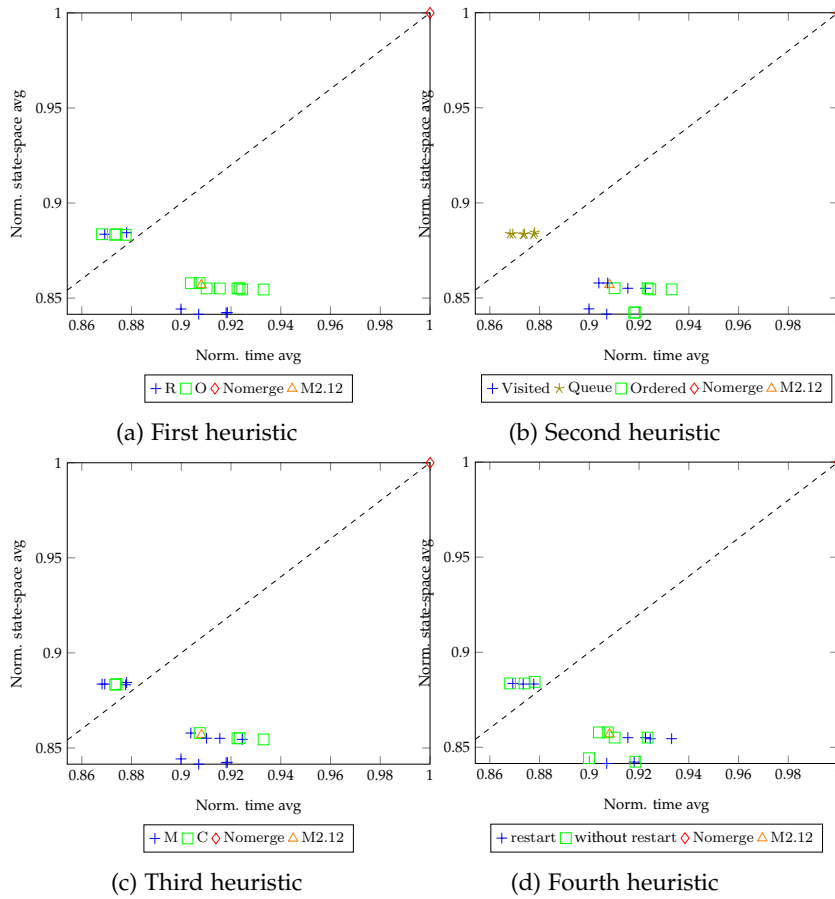 1
0.95
0.9
0.85
Norm. state-space avg
0.86 0.88 0.9 0.92 0.94 0.96 0.98 1
Norm. time avg
R O Nomerge M2.12
(a) First heuristic
1
0.95
0.9
0.85
Norm. state-space avg
0.86 0.88 0.9 0.92 0.94 0.96 0.98
Norm. time avg
Visited Queue Ordered Nomerge M2.12
(b) Second heuristic
1
0.95
0.9
0.85
Norm. state-space avg
0.86 0.88 0.9 0.92 0.94 0.96 0.98 1
Norm. time avg
M C Nomerge M2.12
(c) Third heuristic
1
0.95
0.9
0.85
Norm. state-space avg
0.86 0.88 0.9 0.92 0.94 0.96 0.98
Norm. time avg
restart without restart Nomerge M2.12
(d) Fourth heuristic